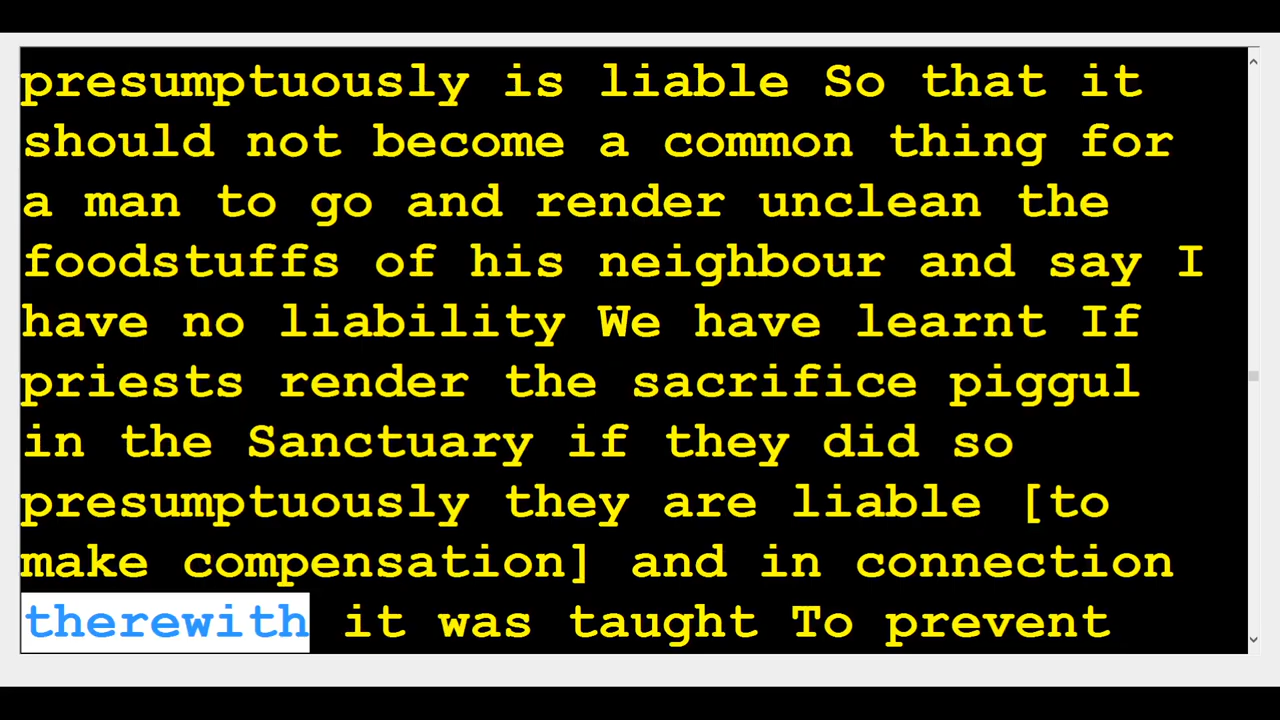 presumptuously is liable So that it
should not become a common thing for
a man to go and render unclean the
foodstuffs of his neighbour and say I
have no liability We have learnt If
priests render the sacrifice piggul
in the Sanctuary if they did so
presumptuously they are liable [to
make compensation] and in connection
therewith it was taught To prevent